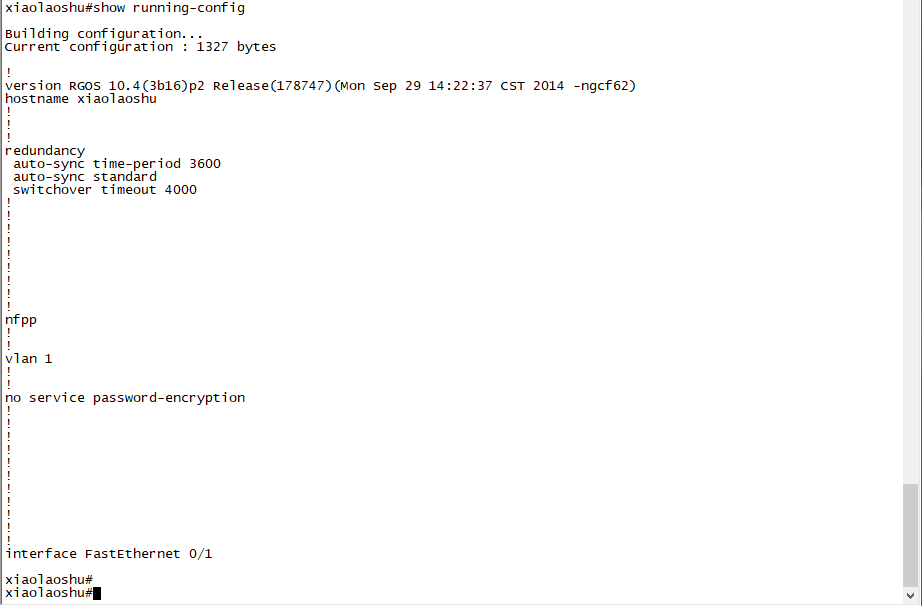 xiaolaoshu#show running-config
Building configuration...
Current configuration : 1327 bytes
!
version RGOS 10.4(3b16)p2 Release(178747)(Mon Sep 29 14:22:37 CST 2014 -ngcf62)
hostname xiaolaoshu
!
!
!
redundancy
auto-sync time-period 3600
auto-sync standard
switchover timeout 4000
!
!
!
!
!
!
!
!
!
nfpp
!
!
vlan 1
!
!
no service password-encryption
!
!
!
!
!
!
!
!
!
!
!
interface FastEthernet 0/1
xiaolaoshu#
xiaolaoshu#